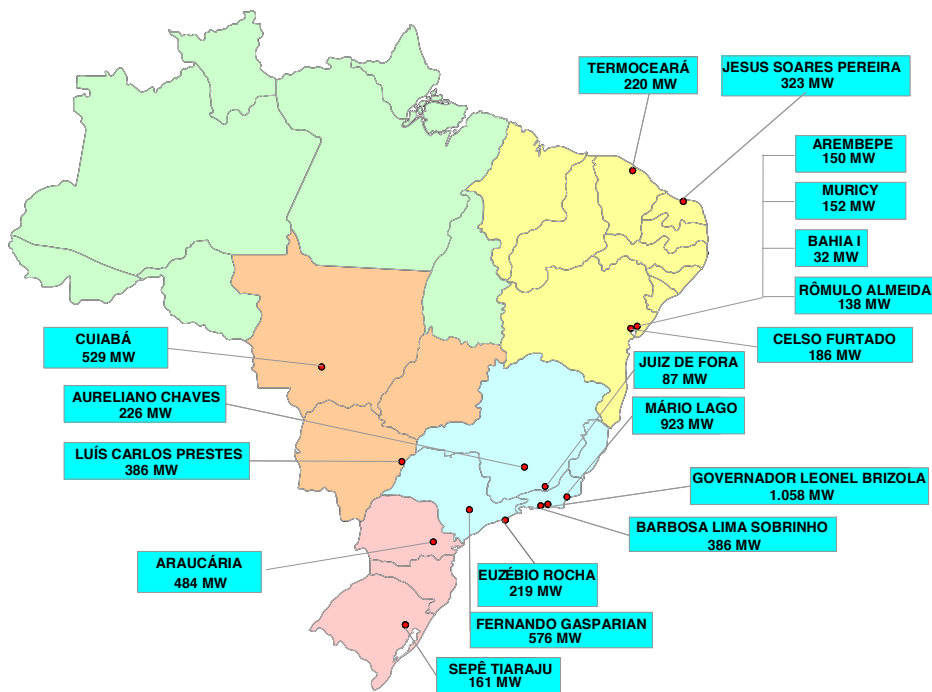 TERMOCEARÁ
220 MW
JESUS SOARES PEREIRA
323 MW
AREMBEPE
150 MW
MURICY
152 MW
BAHIA I
32 MW
RÔMULO ALMEIDA
138 MW
CELSO FURTADO
186 MW
CUIABÁ
529 MW
JUIZ DE FORA
87 MW
AURELIANO CHAVES
226 MW
MÁRIO LAGO
923 MW
LUÍS CARLOS PRESTES
386 MW
GOVERNADOR LEONEL BRIZOLA
1.058 MW
BARBOSA LIMA SOBRINHO
386 MW
ARAUCÁRIA
484 MW
EUZÉBIO ROCHA
219 MW
FERNANDO GASPARIAN
576 MW
SEPÊ TIARAJU
161 MW